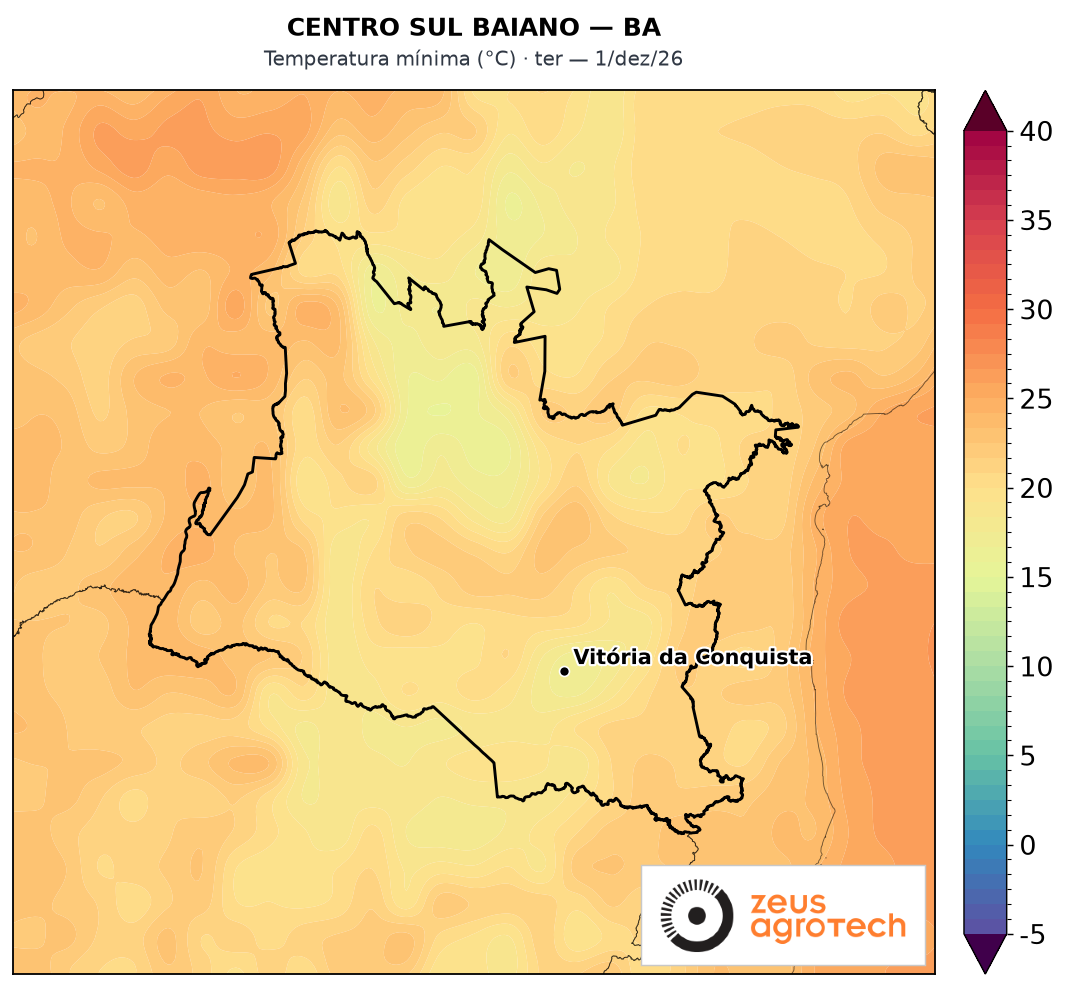 CENTRO SUL BAIANO — BA
Temperatura mínima (°C) · ter — 1/dez/26
40
35
30
25
20
15
10
5
0
-5
Vitória da Conquista
zeus
agrotech